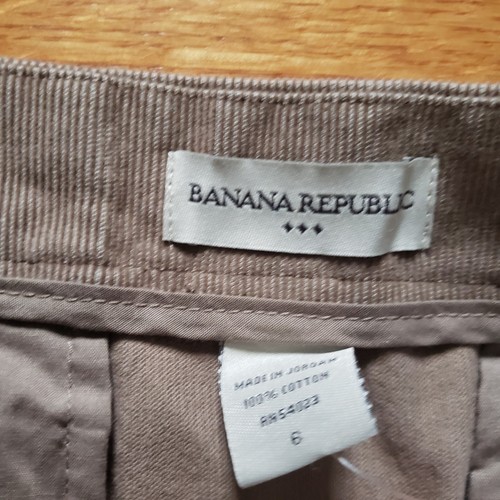 BANANA REPUBLIC
MADE IN JORDAN
100% COTTON
RN54023
6